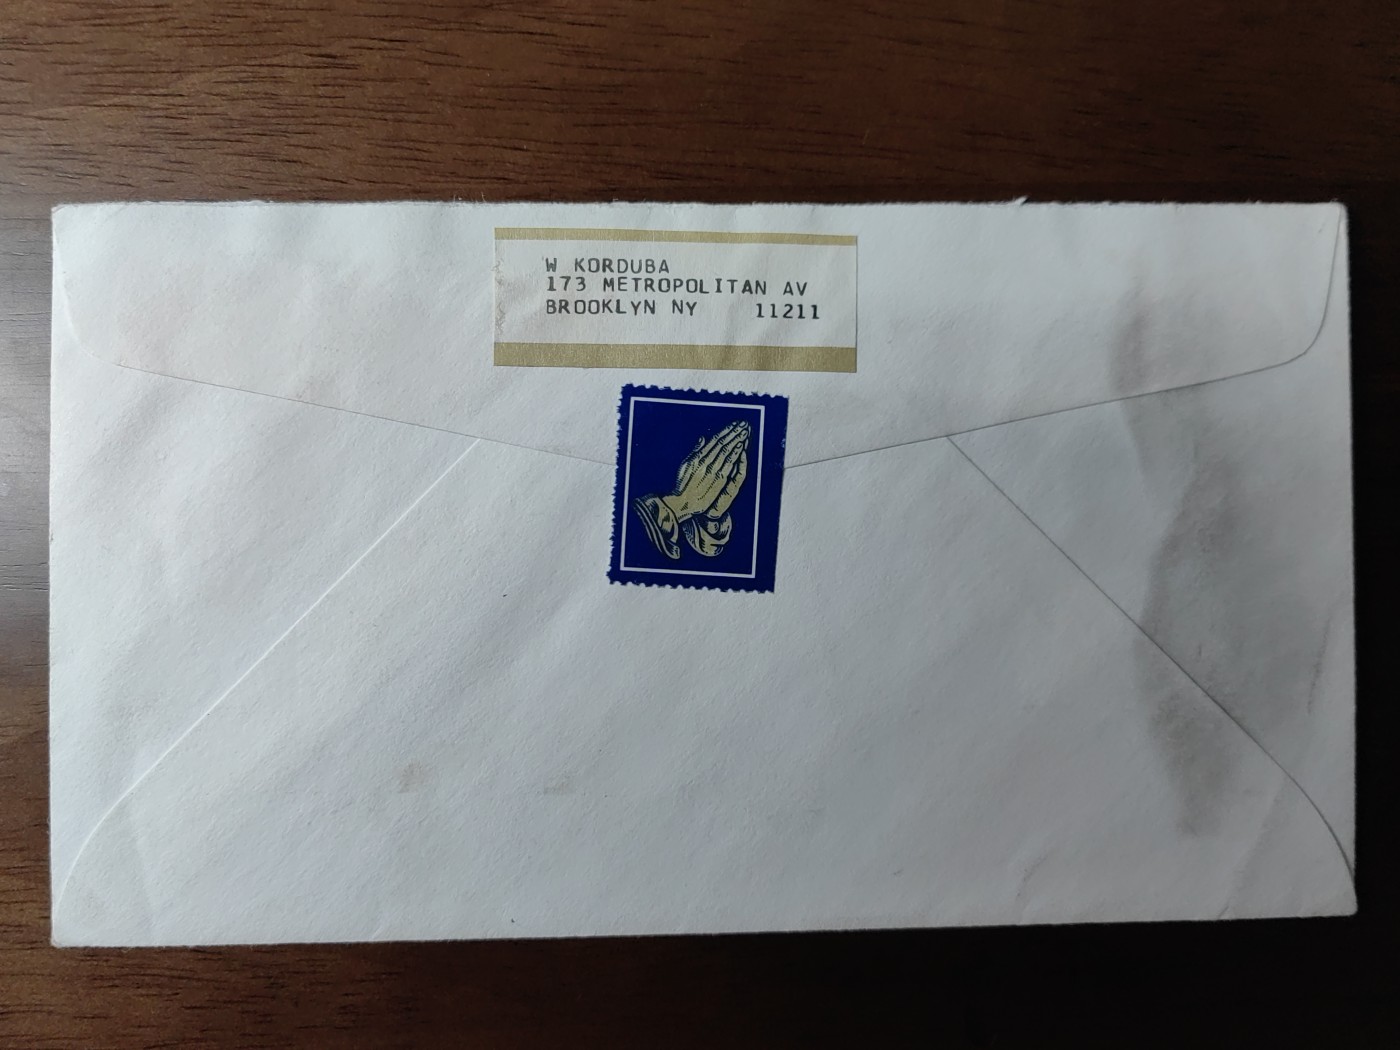 W KORDUBA
173 METROPOLITAN AV
BROOKLYN NY 11211